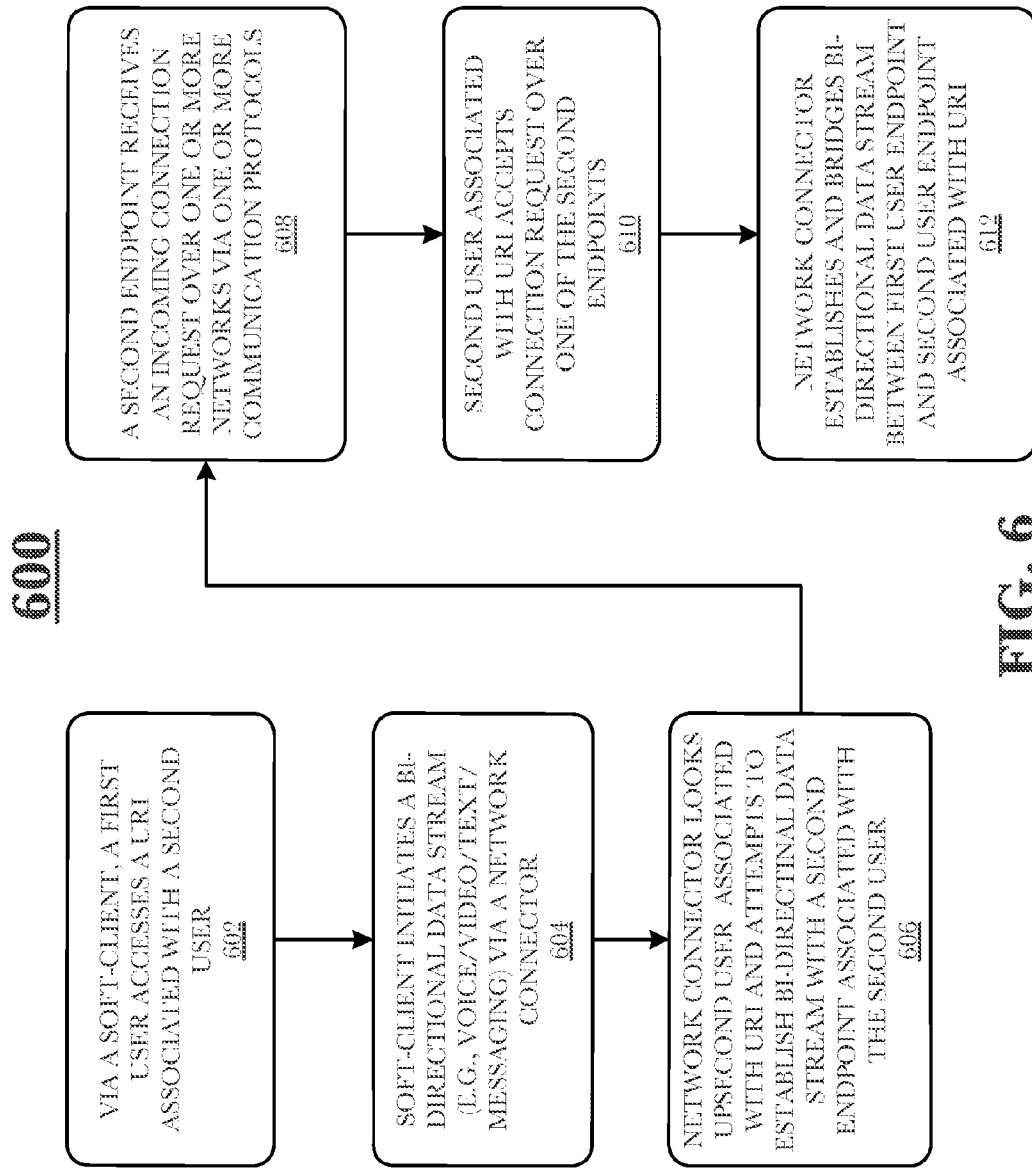 600
VIA A SOFT-CLIENT, A FIRST
USER ACCESSES A URI
ASSOCIATED WITH A SECOND
USER
602
SOFT-CLIENT INITIATES A BI-
DIRECTIONAL DATA STREAM
(E.G., VOICE/VIDEO/TEXT/
MESSAGING) VIA A NETWORK
CONNECTOR
604
NETWORK CONNECTOR LOOKS
UPSECOND USER ASSOCIATED
WITH URI AND ATTEMPTS TO
ESTABLISH BI-DIRECTINAL DATA
STREAM WITH A SECOND
ENDPOINT ASSOCIATED WITH
THE SECOND USER
606
A SECOND ENDPOINT RECEIVES
AN INCOMING CONNECTION
REQUEST OVER ONE OR MORE
NETWORKS VIA ONE OR MORE
COMMUNICATION PROTOCOLS
608
SECOND USER ASSOCIATED
WITH URI ACCEPTS
CONNECTION REQUEST OVER
ONE OF THE SECOND
ENDPOINTS
610
NETWORK CONNECTOR
ESTABLISHES AND BRIDGES BI-
DIRECTIONAL DATA STREAM
BETWEEN FIRST USER ENDPOINT
AND SECOND USER ENDPOINT
ASSOCIATED WITH URI
612
FIG. 6